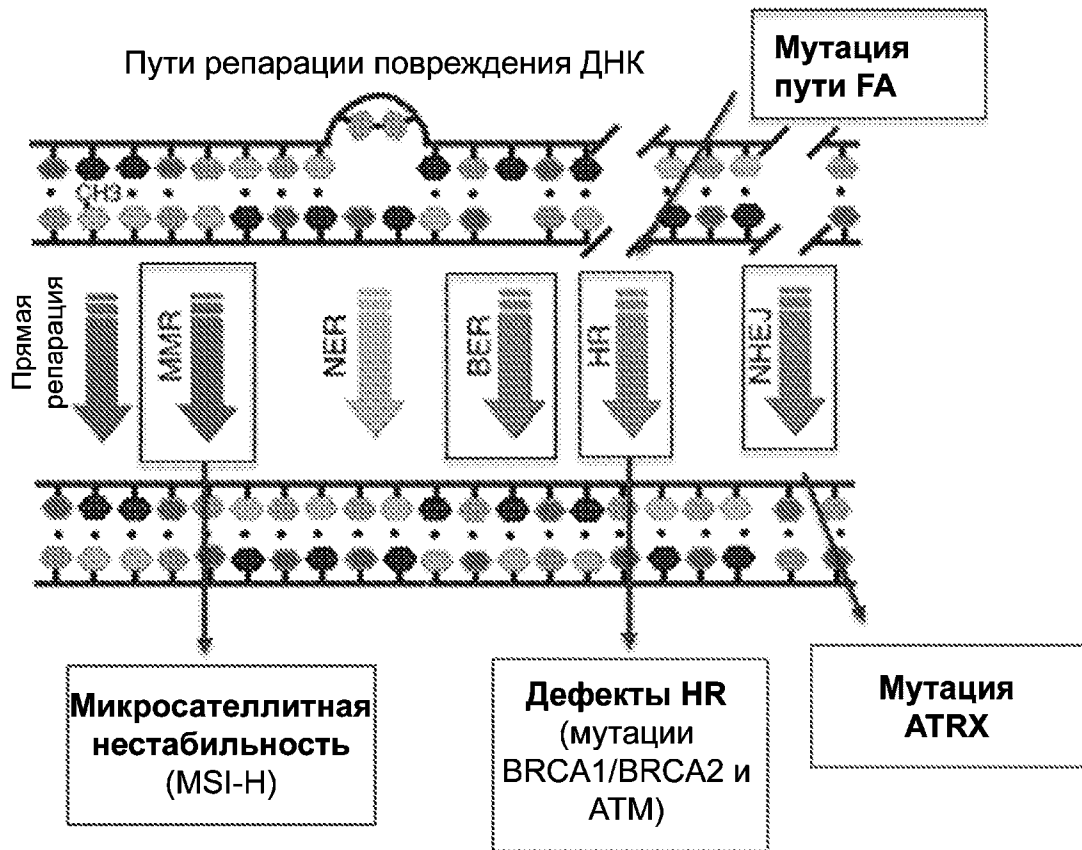 Пути репарации повреждения ДНК
Мутация
пути FA
CH3
Прямая
репарация
MMR
NER
BER
HR
NHEJ
Микросателлитная
нестабильность
(MSI-H)
Дефекты HR
(мутации
BRCA1/BRCA2 и
ATM)
Мутация
ATRX